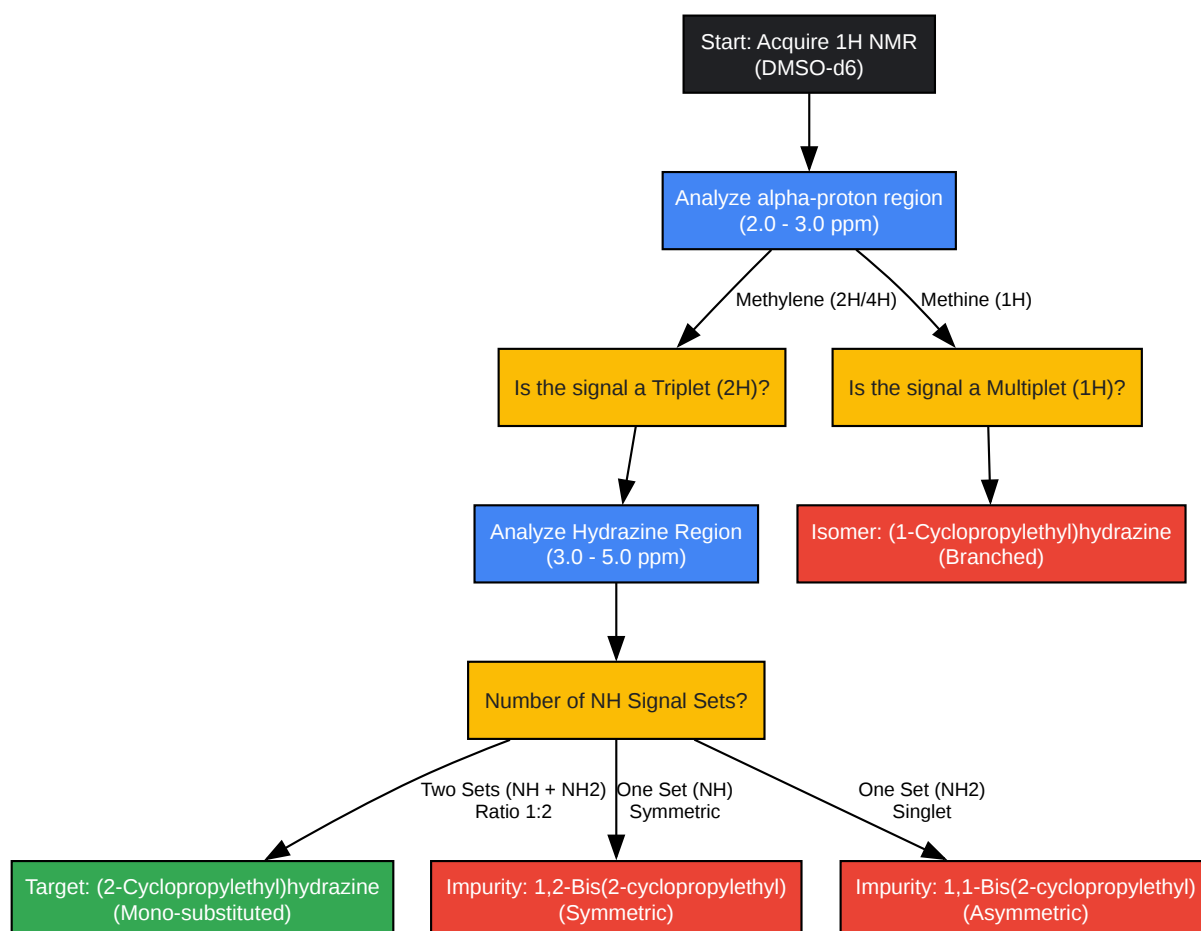 Start: Acquire 1H NMR
(DMSO-d6)
Analyze alpha-proton region
(2.0 - 3.0 ppm)
Methylene (2H/4H)
Methine (1H)
Is the signal a Triplet (2H)?
Is the signal a Multiplet (1H)?
Analyze Hydrazine Region
(3.0 - 5.0 ppm)
Isomer: (1-Cyclopropylethyl)hydrazine
(Branched)
Number of NH Signal Sets?
Two Sets (NH + NH2)
Ratio 1:2
One Set (NH)
Symmetric
One Set (NH2)
Singlet
Target: (2-Cyclopropylethyl)hydrazine
(Mono-substituted)
Impurity: 1,2-Bis(2-cyclopropylethyl)
(Symmetric)
Impurity: 1,1-Bis(2-cyclopropylethyl)
(Asymmetric)